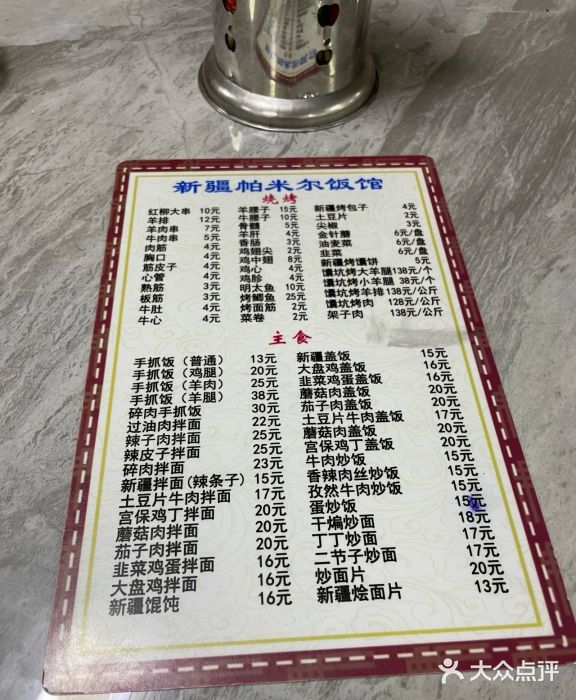 新疆帕米尔饭馆
烧烤
红柳大串 10元
羊排 12元
羊肉串 7元
牛肉串 5元
肉筋 4元
胸口 4元
筋皮子 4元
心管 4元
熟筋 3元
板筋 3元
牛肚 4元
牛心 4元
羊腰子 15元
牛腰子 10元
骨髓 5元
羊肝 4元
香肠 3元
鸡翅尖 2元
鸡中翅 8元
鸡心 4元
鸡胗 4元
明太鱼 10元
烤鲫鱼 25元
烤面筋 2元
菜卷 2元
新疆烤包子 4元
土豆片 2元
尖椒 3元
金针蘑 6元/盘
油麦菜 6元/盘
韭菜 6元/盘
新疆烤馕饼 5元
馕坑烤大羊腿 138元/个
馕坑烤小羊腿 38元/个
馕坑烤羊排 138元/公斤
馕坑烤肉 128元/公斤
架子肉 138元/公斤
主食
手抓饭（普通） 13元
手抓饭（鸡腿） 20元
手抓饭（羊肉） 25元
手抓饭（羊腿） 38元
碎肉手抓饭 30元
过油肉拌面 22元
辣子肉拌面 25元
辣皮子拌面 25元
碎肉拌面 23元
新疆拌面(辣条子) 15元
土豆片牛肉拌面 17元
宫保鸡丁拌面 20元
蘑菇肉拌面 20元
茄子肉拌面 20元
韭菜鸡蛋拌面 16元
大盘鸡拌面 16元
新疆馄饨 16元
新疆盖饭 15元
大盘鸡盖饭 16元
韭菜鸡蛋盖饭 16元
蘑菇肉盖饭 20元
茄子肉盖饭 20元
土豆片牛肉盖饭 17元
蘑菇肉盖饭 20元
宫保鸡丁盖饭 20元
牛肉炒饭 15元
香辣肉丝炒饭 15元
孜然牛肉炒饭 15元
蛋炒饭 15元
干煸炒面 18元
丁丁炒面 17元
二节子炒面 17元
炒面片 20元
新疆烩面片 13元
大众点评